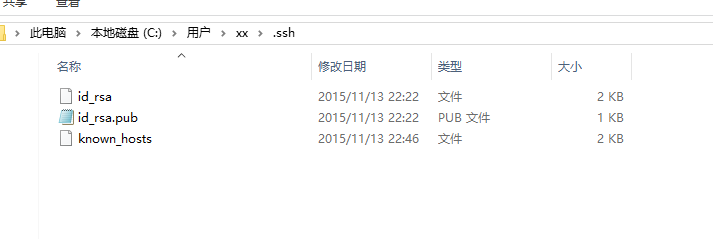 共享 查看
此电脑 > 本地磁盘 (C:) > 用户 > xx > .ssh
名称 修改日期 类型 大小
id_rsa 2015/11/13 22:22 文件 2 KB
id_rsa.pub 2015/11/13 22:22 PUB 文件 1 KB
known_hosts 2015/11/13 22:46 文件 2 KB